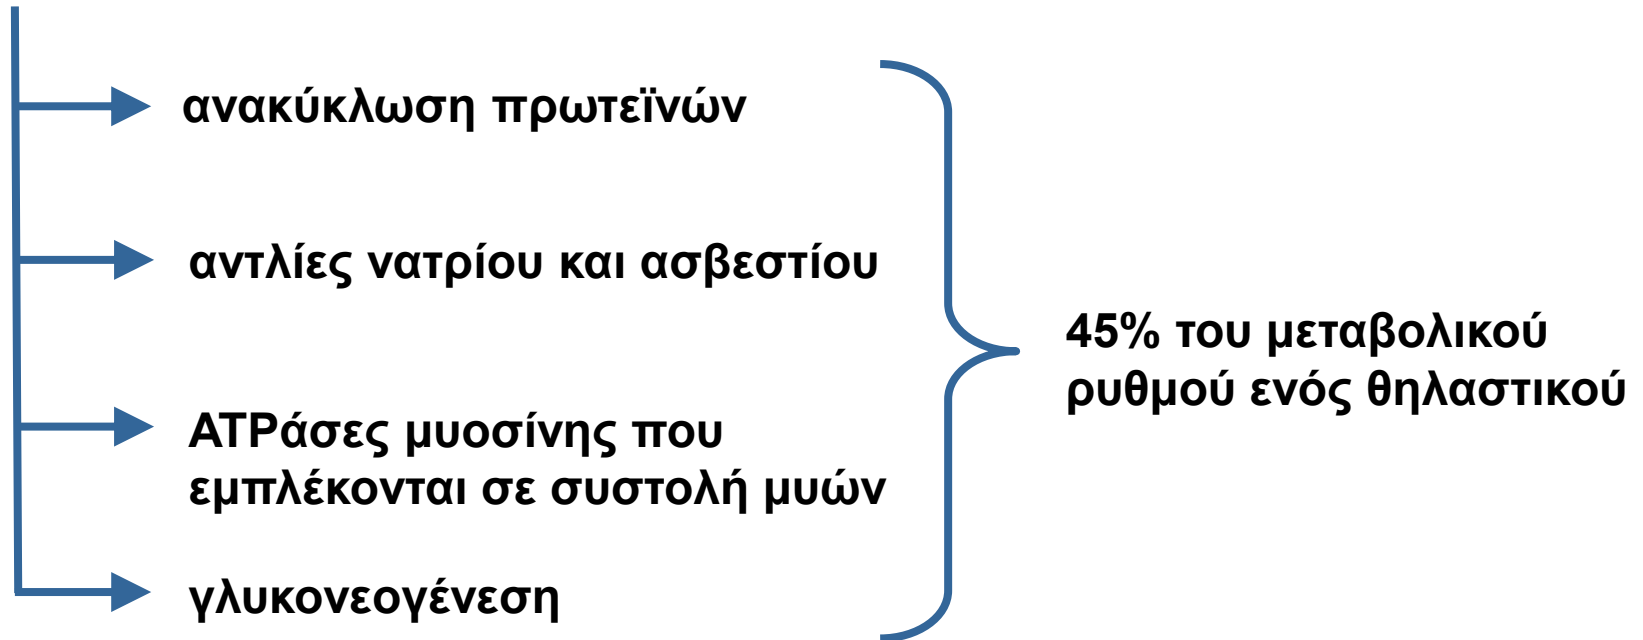 ανακύκλωση πρωτεϊνών
αντλίες νατρίου και ασβεστίου
45% του μεταβολικού
ρυθμού ενός θηλαστικού
ATPάσες μυοσίνης που
εμπλέκονται σε συστολή μυών
γλυκονεογένεση